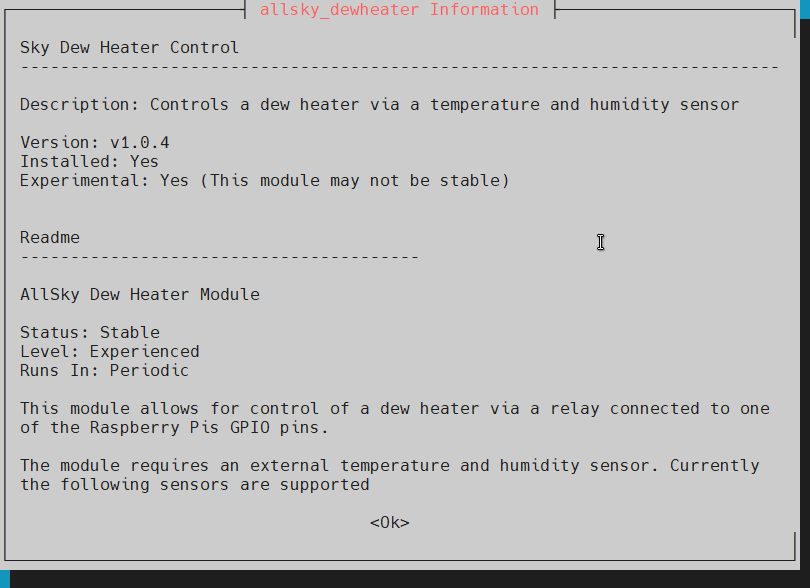 allsky_dewheater Information
Sky Dew Heater Control
----------------------------------------------------------------------------
Description: Controls a dew heater via a temperature and humidity sensor
Version: v1.0.4
Installed: Yes
Experimental: Yes (This module may not be stable)
Readme
----------------------------------------
AllSky Dew Heater Module
Status: Stable
Level: Experienced
Runs In: Periodic
This module allows for control of a dew heater via a relay connected to one
of the Raspberry Pis GPIO pins.
The module requires an external temperature and humidity sensor. Currently
the following sensors are supported
<Ok>